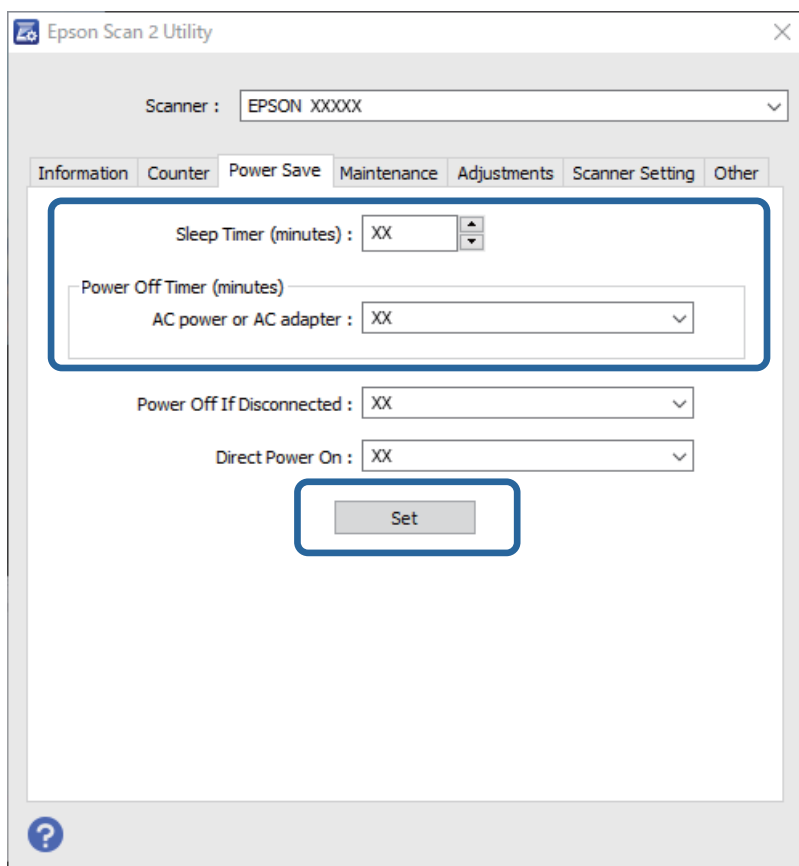 Epson Scan 2 Utility
Scanner : EPSON XXXXX
Information Counter Power Save Maintenance Adjustments Scanner Setting Other
Sleep Timer (minutes) : XX
Power Off Timer (minutes)
AC power or AC adapter : XX
Power Off If Disconnected : XX
Direct Power On : XX
Set
?